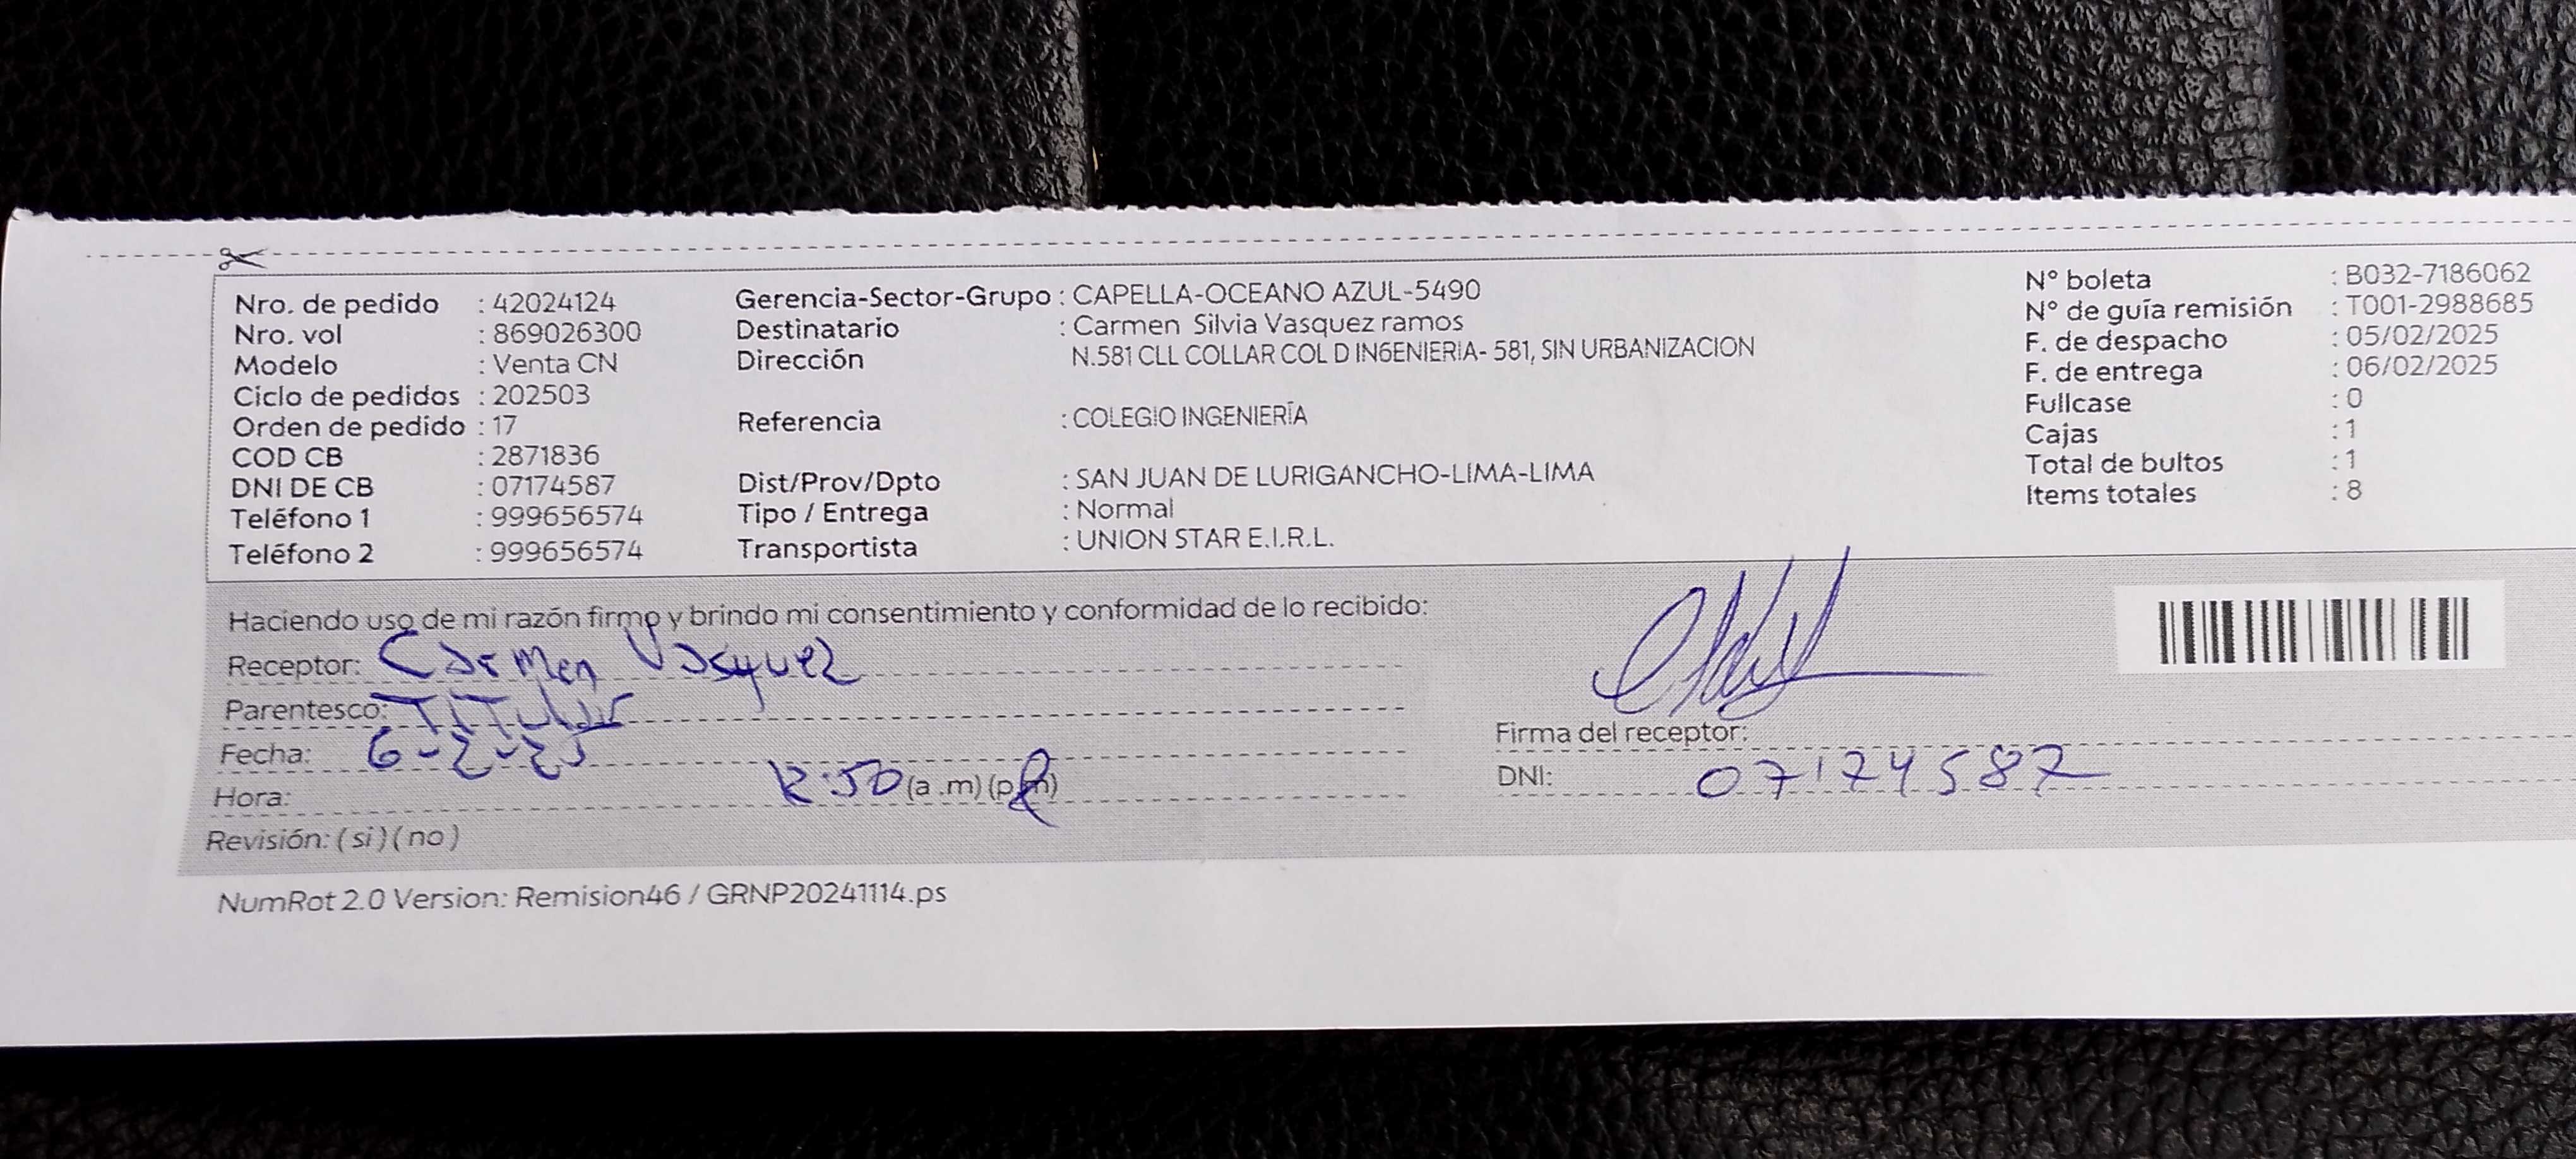 Nro. de pedido : 42024124
Nro. vol : 869026300
Modelo : Venta CN
Ciclo de pedidos : 202503
Orden de pedido : 17
COD CB : 2871836
DNI DE CB : 07174587
Teléfono 1 : 999656574
Teléfono 2 : 999656574
Gerencia-Sector-Grupo : CAPELLA-OCEANO AZUL-5490
Destinatario : Carmen Silvia Vasquez ramos
Dirección N.581 CLL COLLAR COL D IN6ENIERIA- 581, SIN URBANIZACION
Referencia : COLEGIO INGENIERÍA
Dist/Prov/Dpto : SAN JUAN DE LURIGANCHO-LIMA-LIMA
Tipo / Entrega : Normal
Transportista : UNION STAR E.I.R.L.
N° boleta : B032-7186062
N° de guía remisión : T001-2988685
F. de despacho : 05/02/2025
F. de entrega : 06/02/2025
Fullcase : 0
Cajas : 1
Total de bultos : 1
Items totales : 8
Haciendo uso de mi razón firmo y brindo mi consentimiento y conformidad de lo recibido:
Receptor: Carmen Vasquez
Parentesco: Titular
Fecha: 6-2-25
Hora: 12:50 (a .m) (p.m)
Revisión: ( si ) ( no )
Firma del receptor:
DNI: 07174587
NumRot 2.0 Version: Remision46 / GRNP20241114.ps